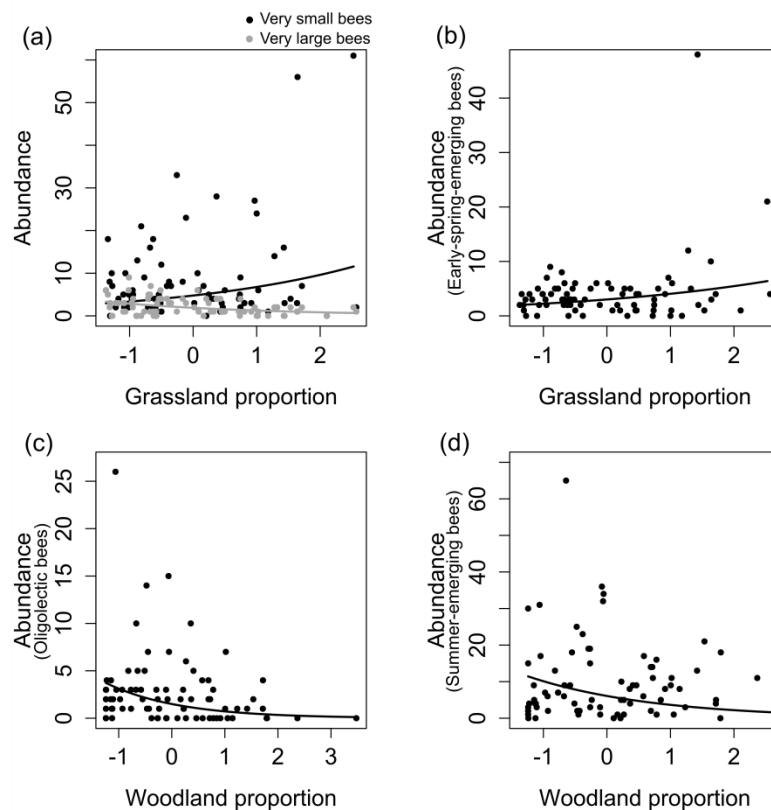 (a)
Very small bees
Very large bees
Abundance
0 10 30 50
-1 0 1 2
Grassland proportion
(b)
Abundance
(Early-spring-emerging bees)
0 10 20 40
-1 0 1 2
Grassland proportion
(c)
Abundance
(Oligolectic bees)
0 5 10 15 20 25
-1 0 1 2 3
Woodland proportion
(d)
Abundance
(Summer-emerging bees)
0 20 40 60
-1 0 1 2
Woodland proportion